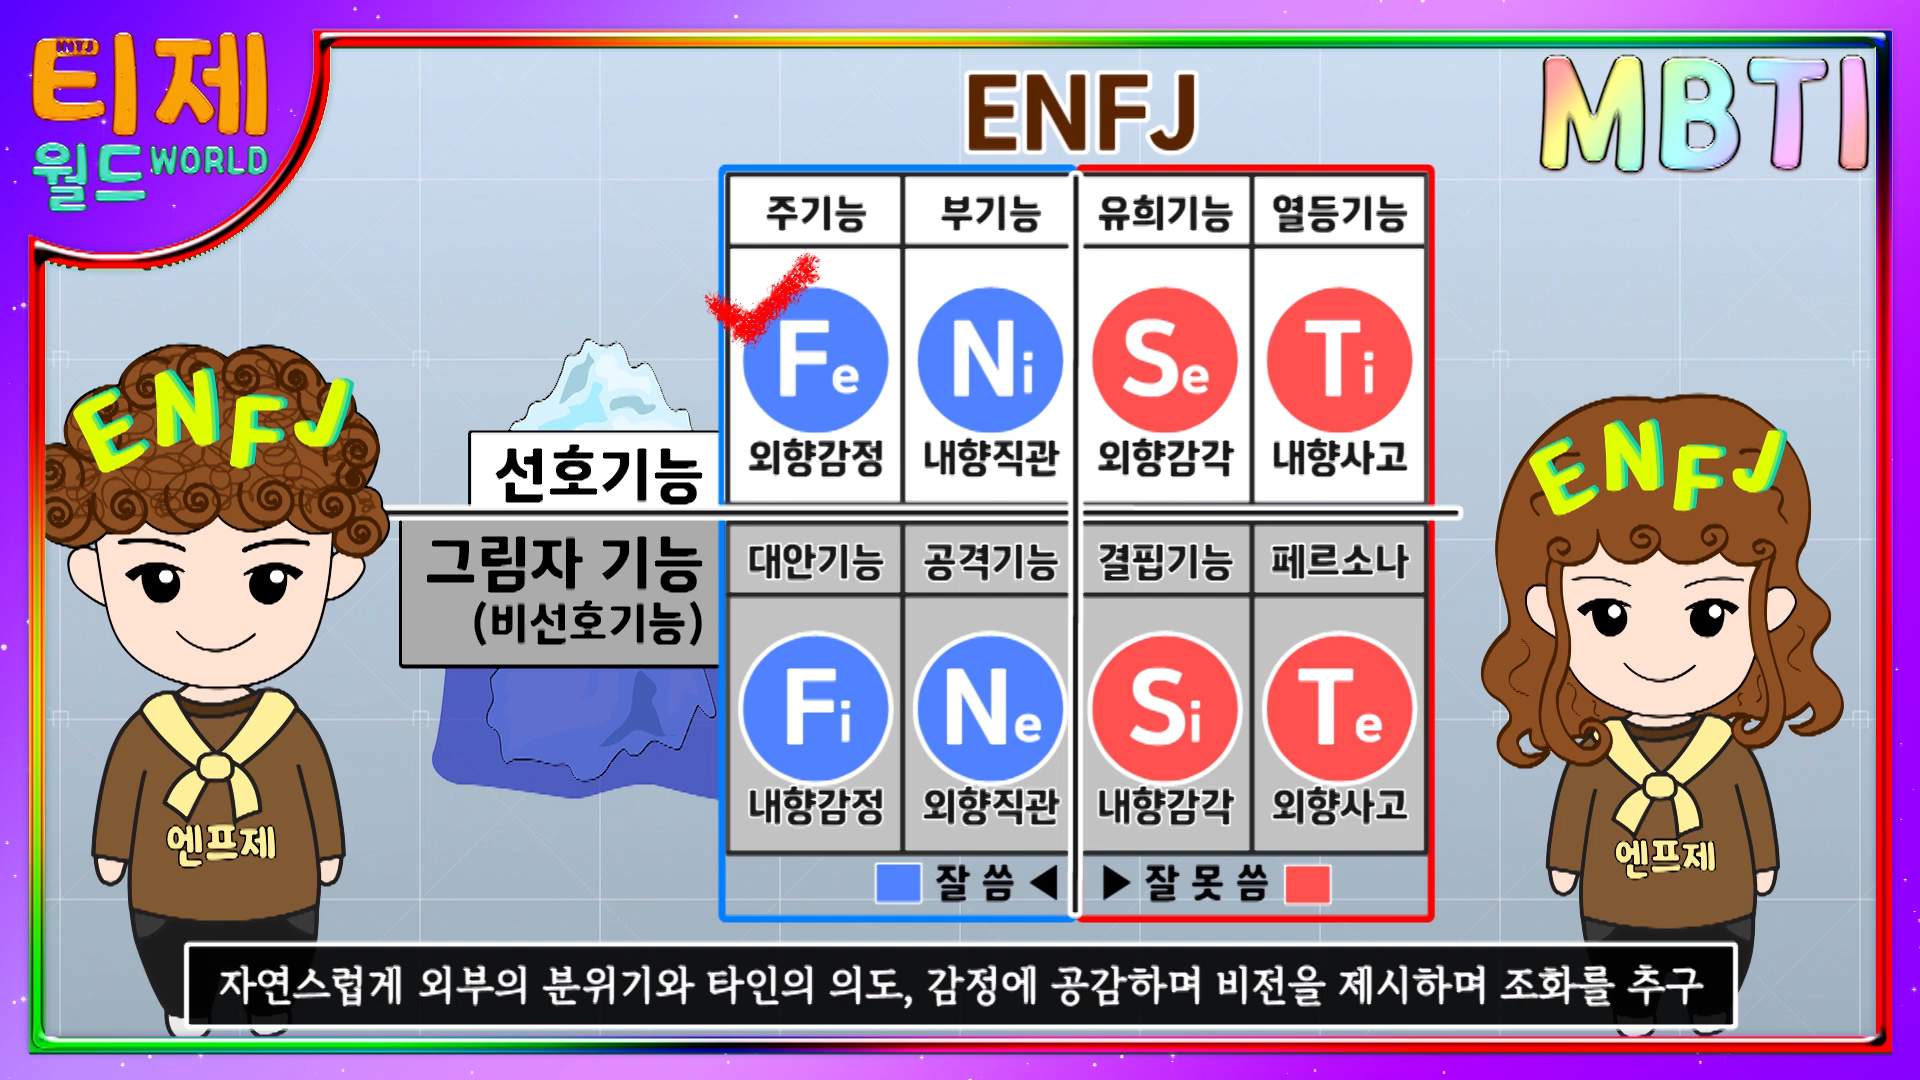 INTJ
티제
월드 WORLD
MBTI
ENFJ
주기능 부기능 유희기능 열등기능
Fe Ni Se Ti
외향감정 내향직관 외향감각 내향사고
선호기능
그림자 기능
(비선호기능)
대안기능 공격기능 결핍기능 페르소나
Fi Ne Si Te
내향감정 외향직관 내향감각 외향사고
잘 씀 ◀ ▶ 잘 못 씀
ENFJ
엔프제
ENFJ
엔프제
자연스럽게 외부의 분위기와 타인의 의도, 감정에 공감하며 비전을 제시하며 조화를 추구